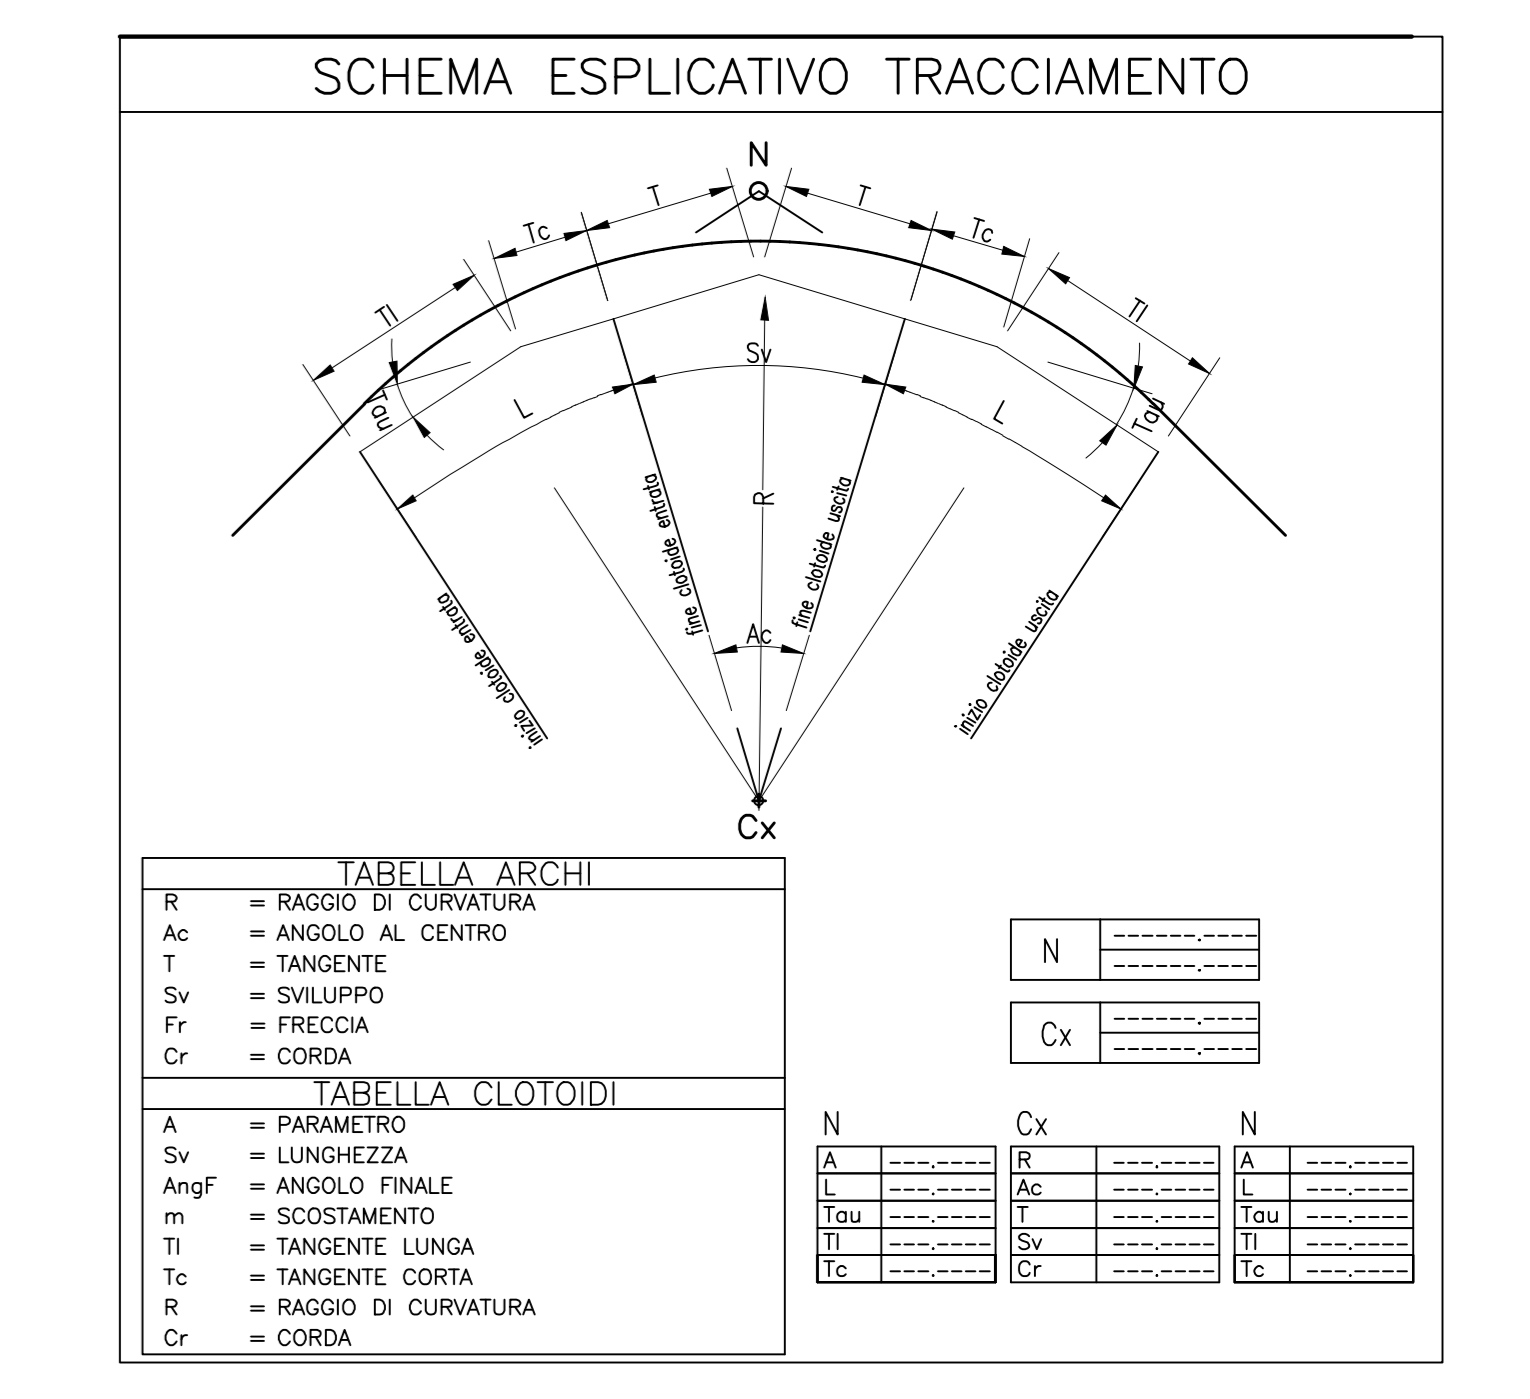 SCHEMA ESPLICATIVO TRACCIAMENTO
N
T
T
Tc
Tc
Tl
Tl
Sv
L
L
Tau
Tau
R
fine clotoide entrata
fine clotoide uscita
inizio clotoide entrata
inizio clotoide uscita
Ac
Cx
TABELLA ARCHI
R = RAGGIO DI CURVATURA
Ac = ANGOLO AL CENTRO
T = TANGENTE
Sv = SVILUPPO
Fr = FRECCIA
Cr = CORDA
TABELLA CLOTOIDI
A = PARAMETRO
Sv = LUNGHEZZA
AngF = ANGOLO FINALE
m = SCOSTAMENTO
Tl = TANGENTE LUNGA
Tc = TANGENTE CORTA
R = RAGGIO DI CURVATURA
Cr = CORDA
N ------.----
------.----
Cx ------.----
------.----
N
A ---.----
L ---.----
Tau ---.----
Tl ---.----
Tc ---.----
Cx
R ---.----
Ac ---.----
T ---.----
Sv ---.----
Cr ---.----
N
A ---.----
L ---.----
Tau ---.----
Tl ---.----
Tc ---.----